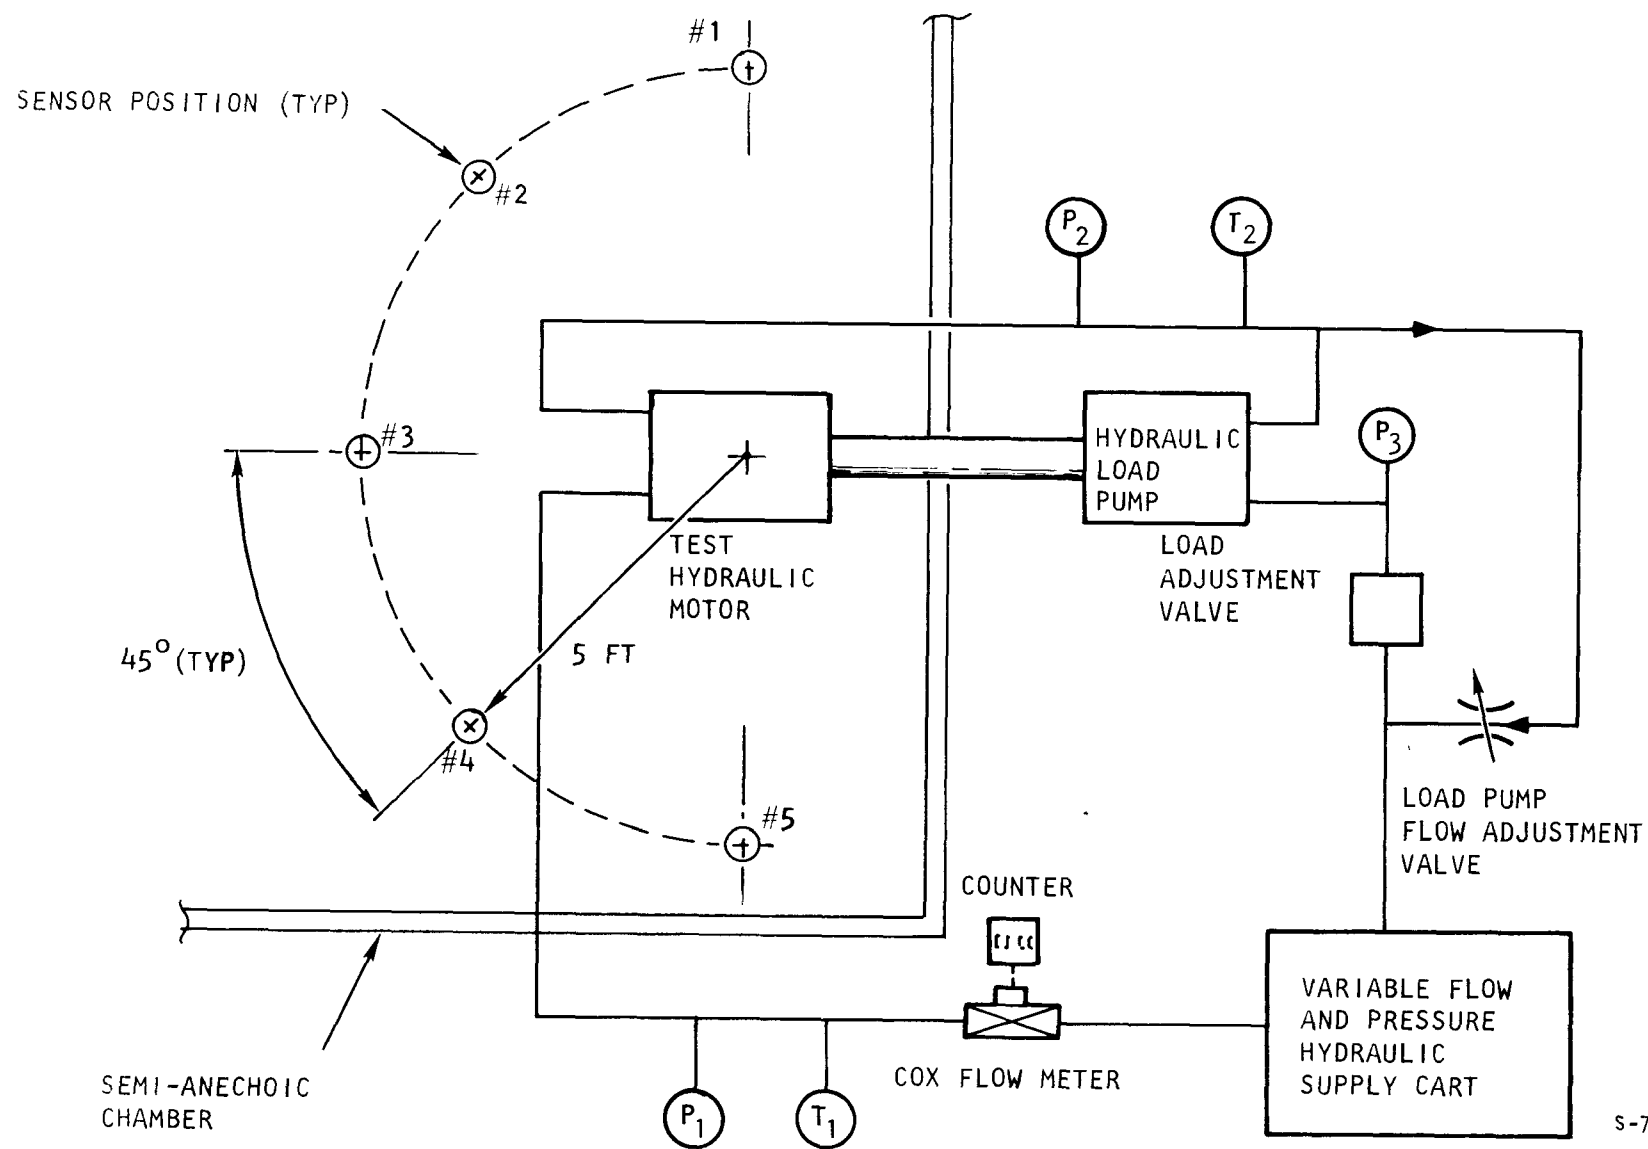 #1
SENSOR POSITION (TYP)
#2
P2
T2
#3
HYDRAULIC
LOAD
PUMP
P3
TEST
HYDRAULIC
MOTOR
LOAD
ADJUSTMENT
VALVE
45° (TYP)
5 FT
#4
#5
LOAD PUMP
FLOW ADJUSTMENT
VALVE
COUNTER
VARIABLE FLOW
AND PRESSURE
HYDRAULIC
SUPPLY CART
COX FLOW METER
SEMI-ANECHOIC
CHAMBER
P1
T1
S-7